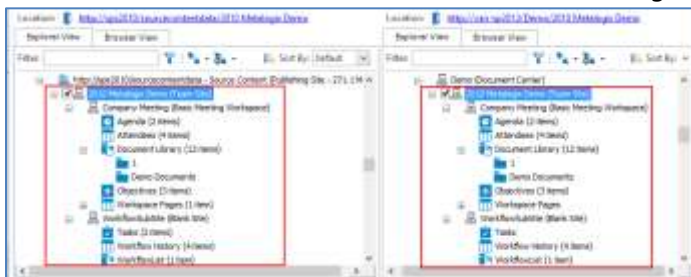 Location: http://sps2010/sourcecontentdata/2010 Metalogix Demo
Explorer View Browser View
Filter Sort By: Default
http://sps2010/sourcecontentdata - Source Content (Publishing Site - 271.1 M
2010 Metalogix Demo (Team Site)
Company Meeting (Basic Meeting Workspace)
Agenda (2 items)
Attendees (4 items)
Document Library (12 items)
1
Demo Documents
Objectives (3 items)
Workspace Pages (1 item)
WorkflowSubSite (Blank Site)
Tasks (2 items)
Workflow History (4 items)
WorkflowList (1 item)
Location: 2013 Metalogix Demo
Explorer View Browser View
Filter Sort By:
Demo (Document Center)
2010 Metalogix Demo (Team Site)
Company Meeting (Basic Meeting Workspace)
Agenda (2 items)
Attendees (4 items)
Document Library (12 items)
1
Demo Documents
Objectives (3 items)
Workspace Pages (1 item)
WorkflowSubSite (Blank Site)
Tasks
Workflow History (4 items)
WorkflowList (1 item)